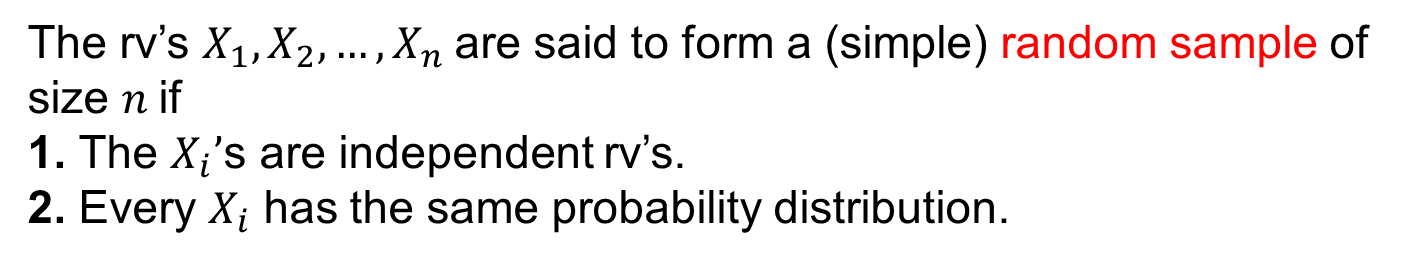 The rv’s 𝑋₁, 𝑋₂, … , 𝑋ₙ are said to form a (simple) random sample of
size 𝑛 if
1. The 𝑋ᵢ’s are independent rv’s.
2. Every 𝑋ᵢ has the same probability distribution.